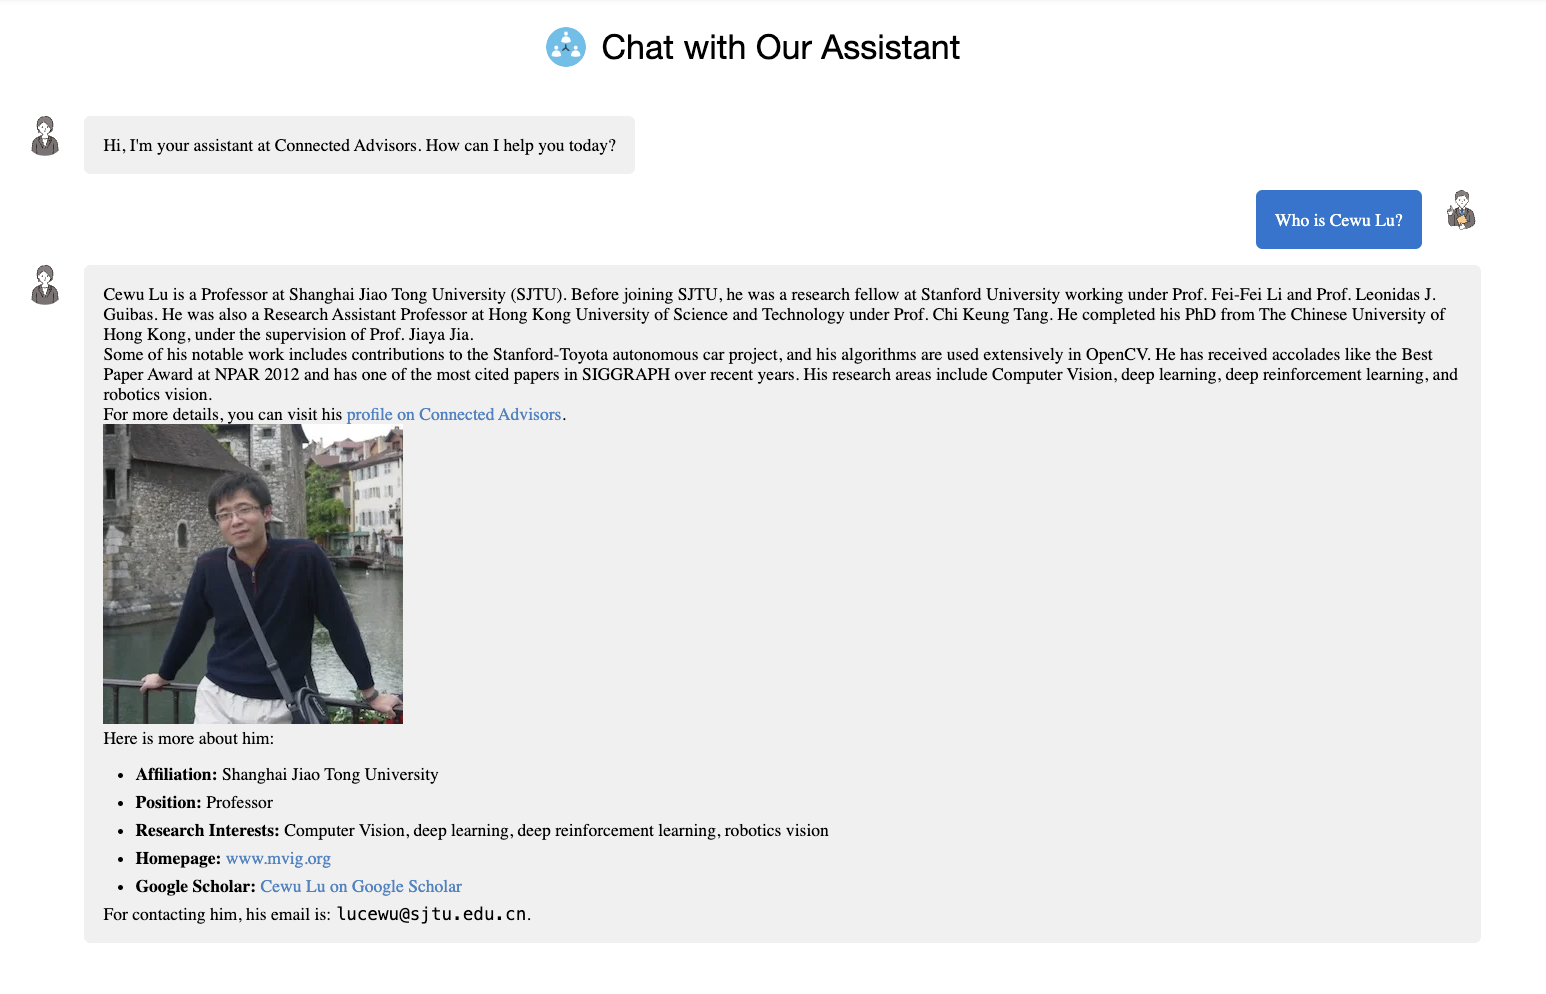 Chat with Our Assistant
Hi, I'm your assistant at Connected Advisors. How can I help you today?
Who is Cewu Lu?
Cewu Lu is a Professor at Shanghai Jiao Tong University (SJTU). Before joining SJTU, he was a research fellow at Stanford University working under Prof. Fei-Fei Li and Prof. Leonidas J.
Guibas. He was also a Research Assistant Professor at Hong Kong University of Science and Technology under Prof. Chi Keung Tang. He completed his PhD from The Chinese University of
Hong Kong, under the supervision of Prof. Jiaya Jia.
Some of his notable work includes contributions to the Stanford-Toyota autonomous car project, and his algorithms are used extensively in OpenCV. He has received accolades like the Best
Paper Award at NPAR 2012 and has one of the most cited papers in SIGGRAPH over recent years. His research areas include Computer Vision, deep learning, deep reinforcement learning, and
robotics vision.
For more details, you can visit his profile on Connected Advisors.
Here is more about him:
• Affiliation: Shanghai Jiao Tong University
• Position: Professor
• Research Interests: Computer Vision, deep learning, deep reinforcement learning, robotics vision
• Homepage: www.mvig.org
• Google Scholar: Cewu Lu on Google Scholar
For contacting him, his email is: lucewu@sjtu.edu.cn.